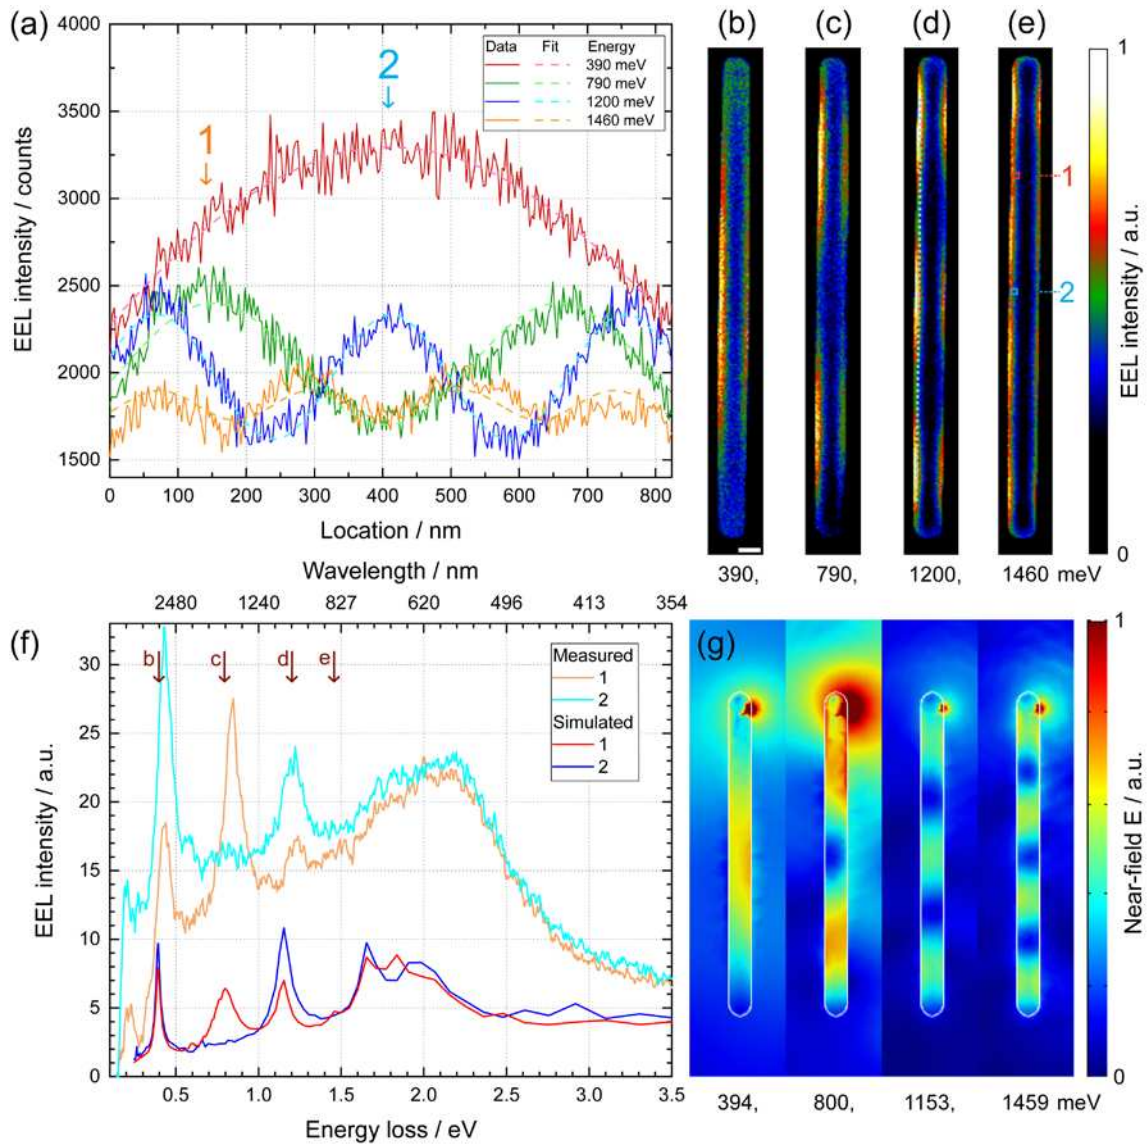 (a)
4000
3500
3000
2500
2000
1500
EEL intensity / counts
0 100 200 300 400 500 600 700 800
Location / nm
1
2
Data Fit Energy
390 meV
790 meV
1200 meV
1460 meV
(b) (c) (d) (e)
1
2
390, 790, 1200, 1460 meV
1
EEL intensity / a.u.
0
Wavelength / nm
2480 1240 827 620 496 413 354
(f)
30
25
20
15
10
5
0
EEL intensity / a.u.
b c d e
Measured
1
2
Simulated
1
2
0.5 1.0 1.5 2.0 2.5 3.0 3.5
Energy loss / eV
(g)
394, 800, 1153, 1459 meV
1
Near-field E / a.u.
0